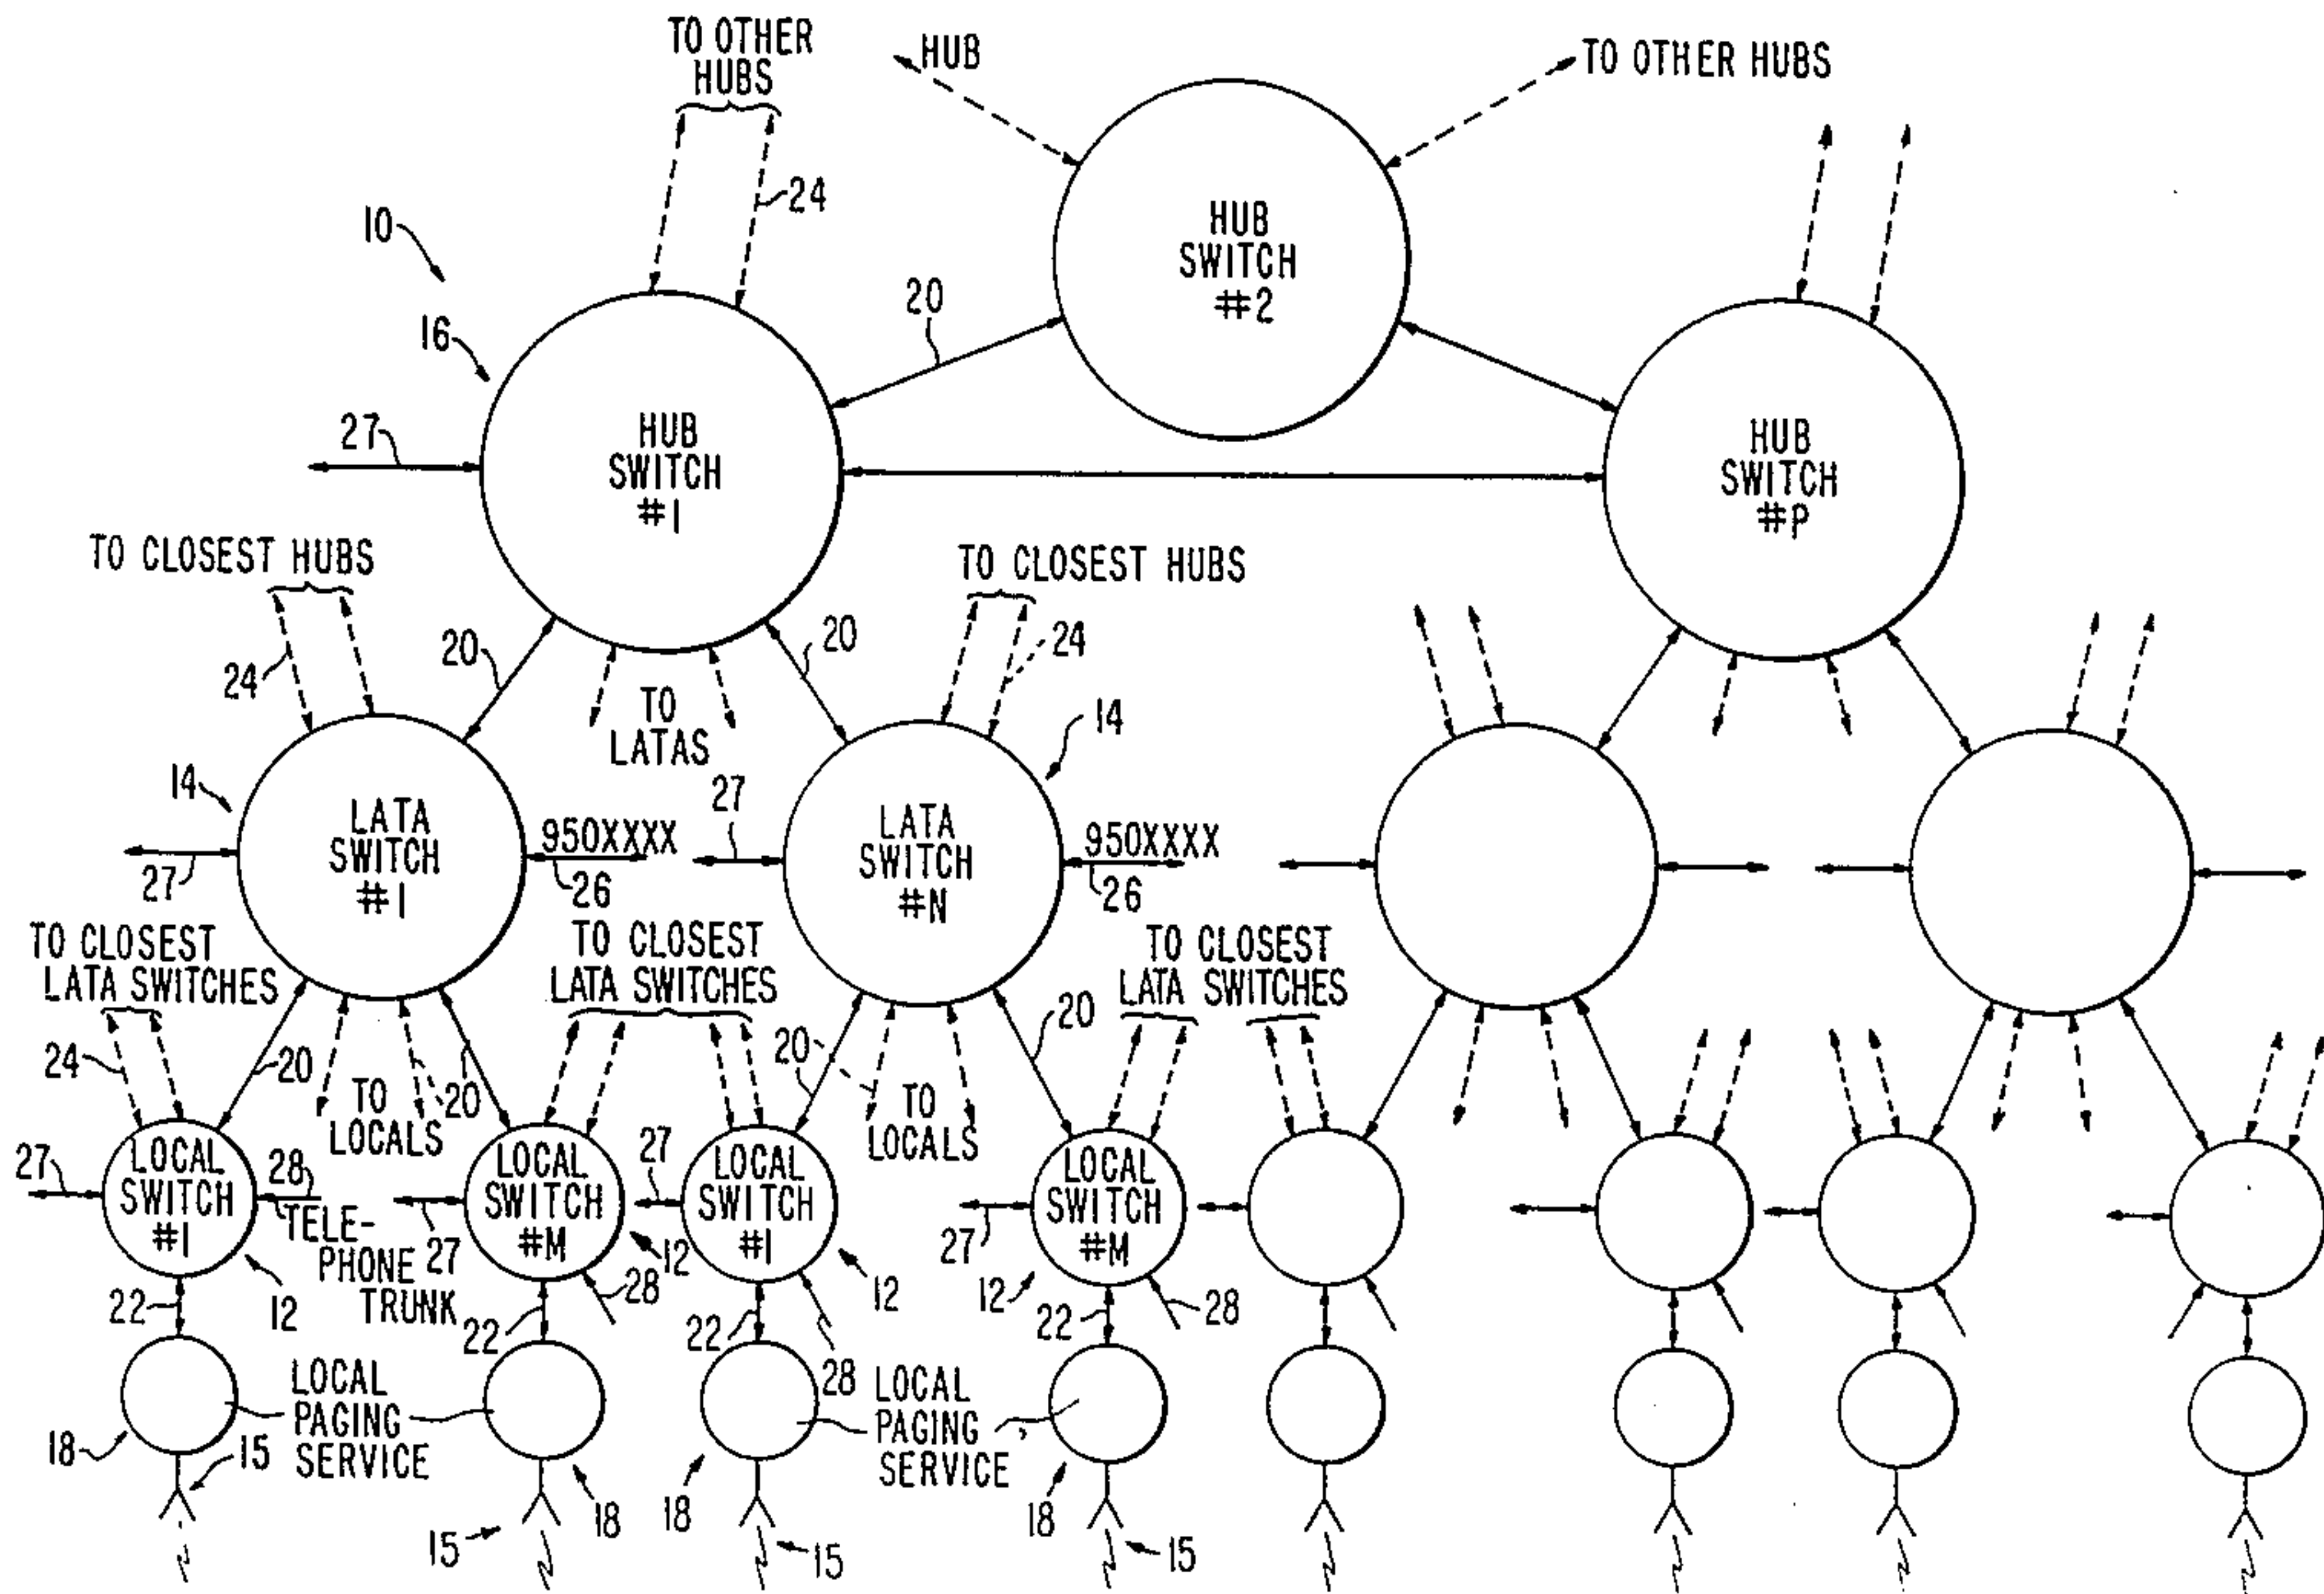 TO OTHER
HUBS
HUB
TO OTHER HUBS
24
10
HUB
SWITCH
#2
20
16
27
HUB
SWITCH
#1
HUB
SWITCH
#P
TO CLOSEST HUBS
TO CLOSEST HUBS
24
20
20
24
TO
LATAS
14
14
LATA
SWITCH
#1
950XXXX
27
26
27
LATA
SWITCH
#N
950XXXX
26
TO CLOSEST
LATA SWITCHES
TO CLOSEST
LATA SWITCHES
TO CLOSEST
LATA SWITCHES
24
20
TO
LOCALS
20
20
TO
LOCALS
20
27
LOCAL
SWITCH
#1
28
TELE-
PHONE
TRUNK
27
LOCAL
SWITCH
#M
27
LOCAL
SWITCH
#1
27
LOCAL
SWITCH
#M
12
12
12
12
22
22
28
22
28
22
28
LOCAL
PAGING
SERVICE
LOCAL
PAGING
SERVICE
18
15
15
18
18
15
18
15